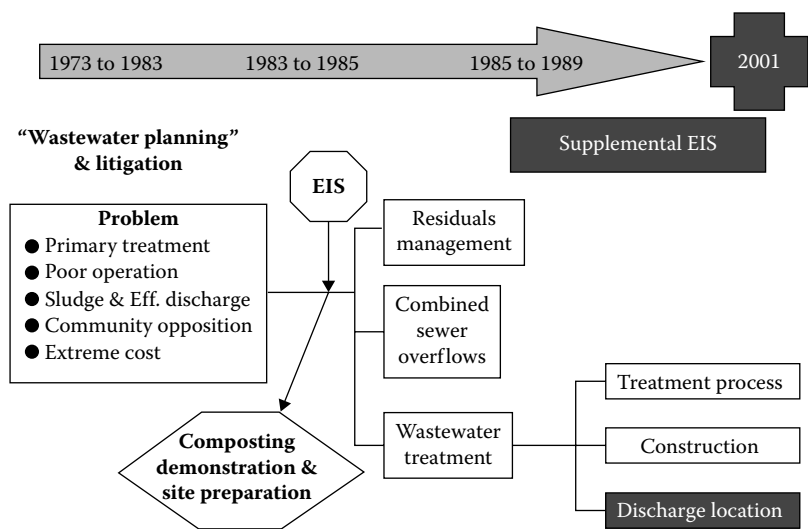 1973 to 1983
1983 to 1985
1985 to 1989
2001
“Wastewater planning”
& litigation
Supplemental EIS
EIS
Problem
● Primary treatment
● Poor operation
● Sludge & Eff. discharge
● Community opposition
● Extreme cost
Residuals
management
Combined
sewer
overflows
Wastewater
treatment
Composting
demonstration &
site preparation
Treatment process
Construction
Discharge location